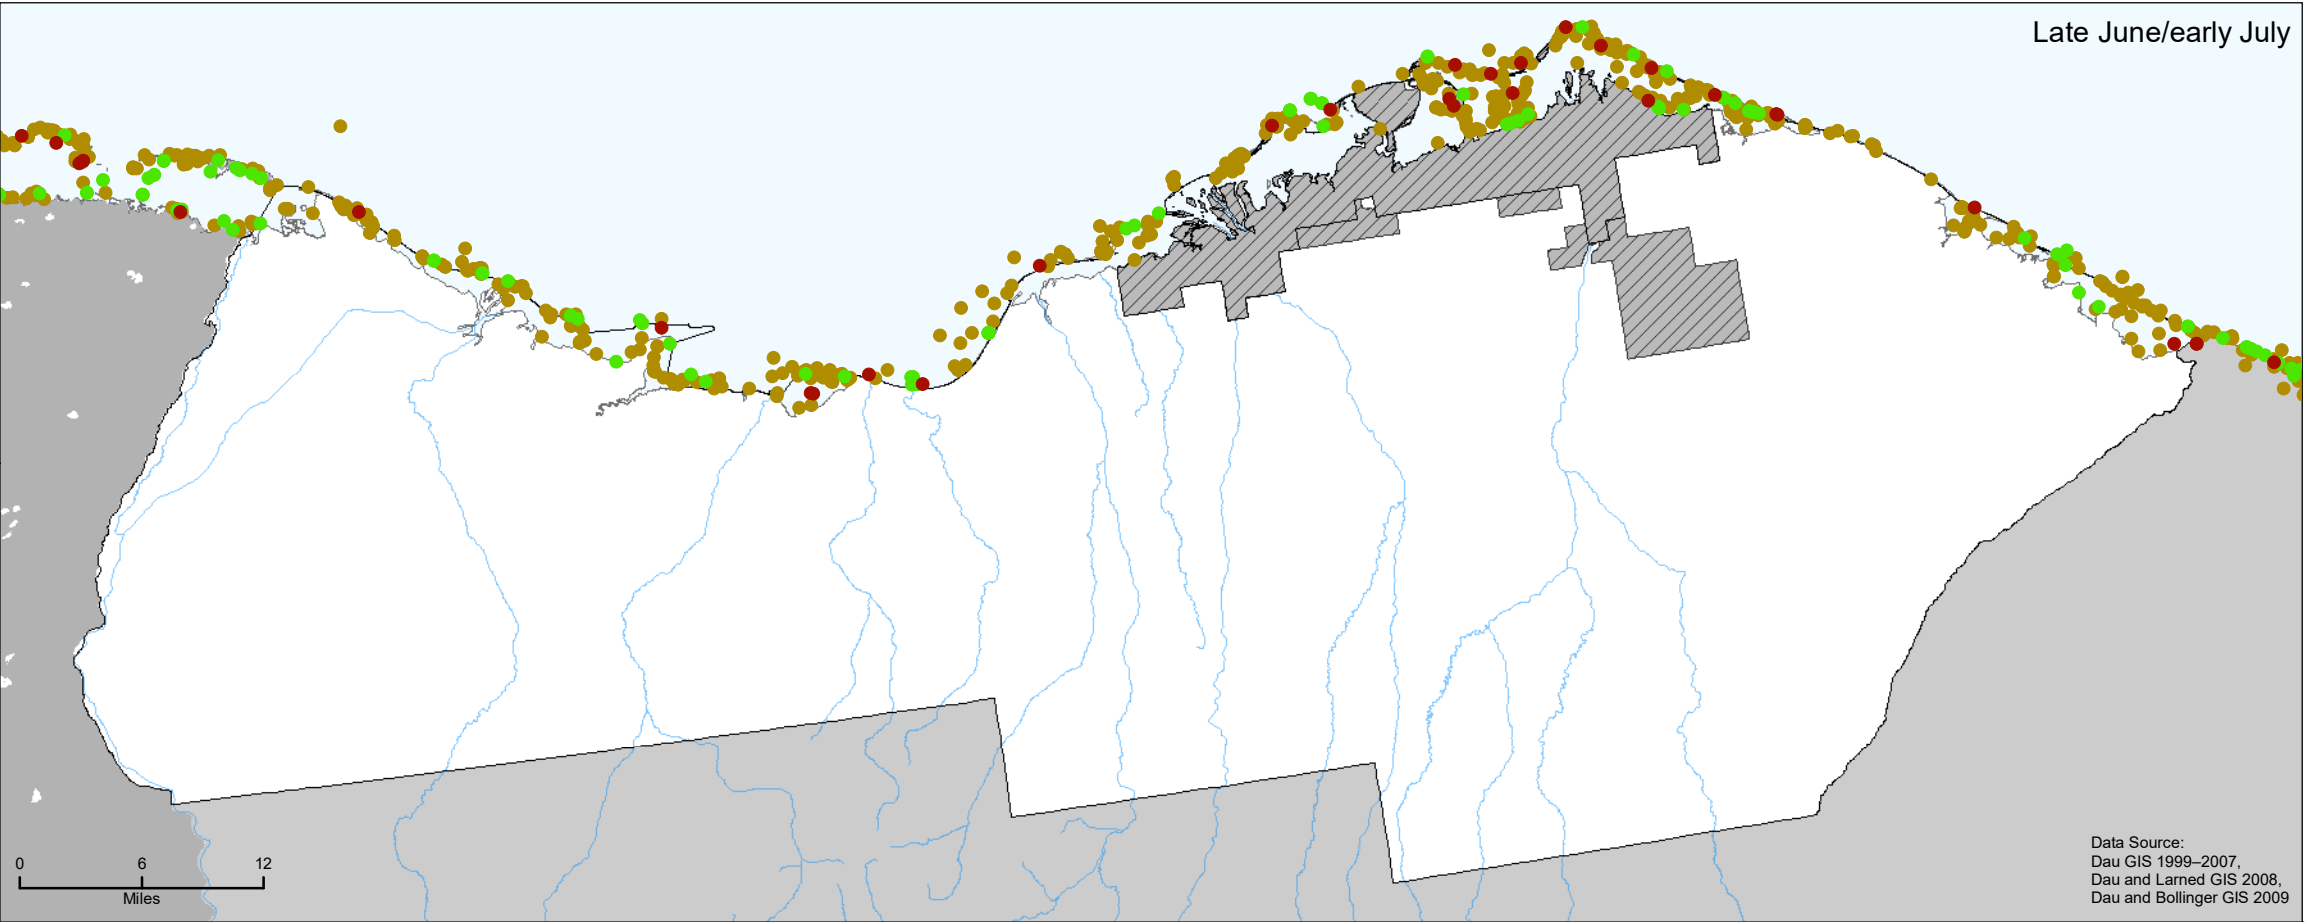 Late June/early July
0 6 12
Miles
Data Source:
Dau GIS 1999–2007,
Dau and Larned GIS 2008,
Dau and Bollinger GIS 2009